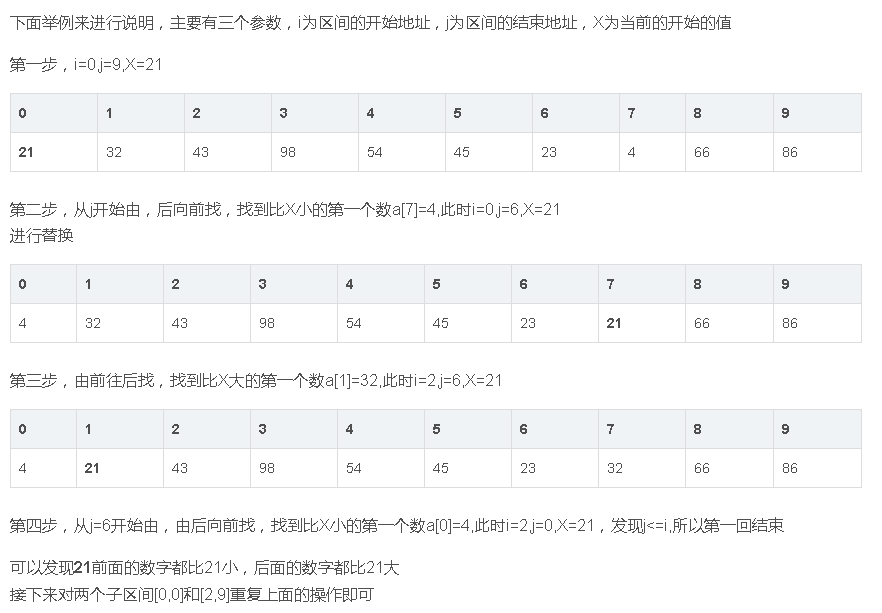 下面举例来进行说明，主要有三个参数，i为区间的开始地址，j为区间的结束地址，X为当前的开始的值
第一步，i=0,j=9,X=21
0 1 2 3 4 5 6 7 8 9
21 32 43 98 54 45 23 4 66 86
第二步，从j开始由，后向前找，找到比X小的第一个数a[7]=4,此时i=0,j=6,X=21
进行替换
0 1 2 3 4 5 6 7 8 9
4 32 43 98 54 45 23 21 66 86
第三步，由前往后找，找到比X大的第一个数a[1]=32,此时i=2,j=6,X=21
0 1 2 3 4 5 6 7 8 9
4 21 43 98 54 45 23 32 66 86
第四步，从j=6开始由，由后向前找，找到比X小的第一个数a[0]=4,此时i=2,j=0,X=21，发现j<=i,所以第一回结束
可以发现21前面的数字都比21小，后面的数字都比21大
接下来对两个子区间[0,0]和[2,9]重复上面的操作即可